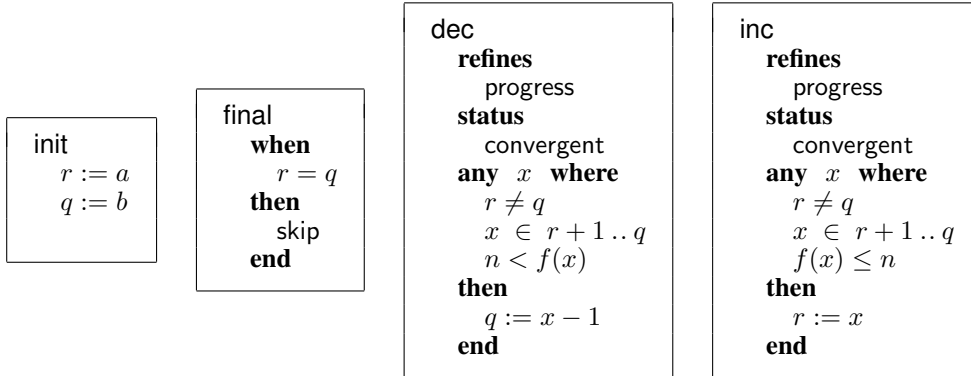 init
r := a
q := b
final
when
r = q
then
skip
end
dec
refines
progress
status
convergent
any x where
r ≠ q
x ∈ r + 1 .. q
n < f(x)
then
q := x − 1
end
inc
refines
progress
status
convergent
any x where
r ≠ q
x ∈ r + 1 .. q
f(x) ≤ n
then
r := x
end